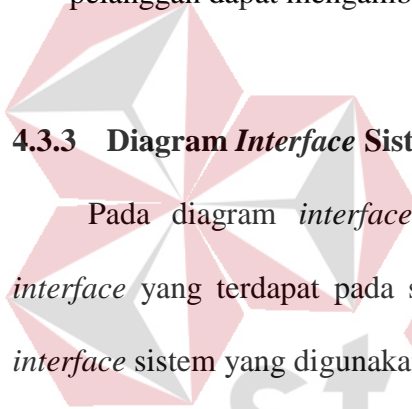 pelanggan dapat mengambi
4.3.3 Diagram Interface Sist
Pada diagram interface
interface yang terdapat pada s
interface sistem yang digunaka